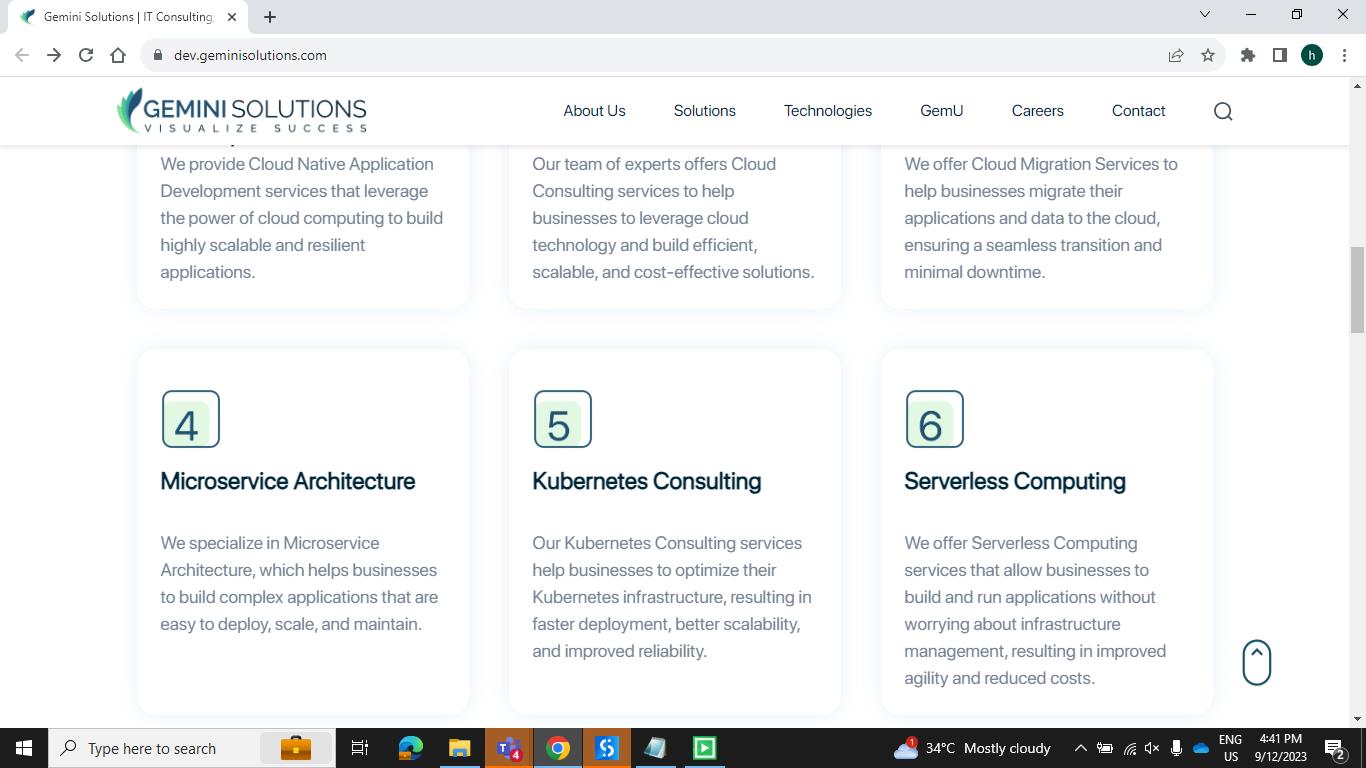 Gemini Solutions | IT Consulting,
dev.geminisolutions.com
h
GEMINI SOLUTIONS
VISUALIZE SUCCESS
About Us
Solutions
Technologies
GemU
Careers
Contact
We provide Cloud Native Application
Development services that leverage
the power of cloud computing to build
highly scalable and resilient
applications.
Our team of experts offers Cloud
Consulting services to help
businesses to leverage cloud
technology and build efficient,
scalable, and cost-effective solutions.
We offer Cloud Migration Services to
help businesses migrate their
applications and data to the cloud,
ensuring a seamless transition and
minimal downtime.
4
Microservice Architecture
We specialize in Microservice
Architecture, which helps businesses
to build complex applications that are
easy to deploy, scale, and maintain.
5
Kubernetes Consulting
Our Kubernetes Consulting services
help businesses to optimize their
Kubernetes infrastructure, resulting in
faster deployment, better scalability,
and improved reliability.
6
Serverless Computing
We offer Serverless Computing
services that allow businesses to
build and run applications without
worrying about infrastructure
management, resulting in improved
agility and reduced costs.
Type here to search
4
1
34°C Mostly cloudy
ENG
US
4:41 PM
9/12/2023
2